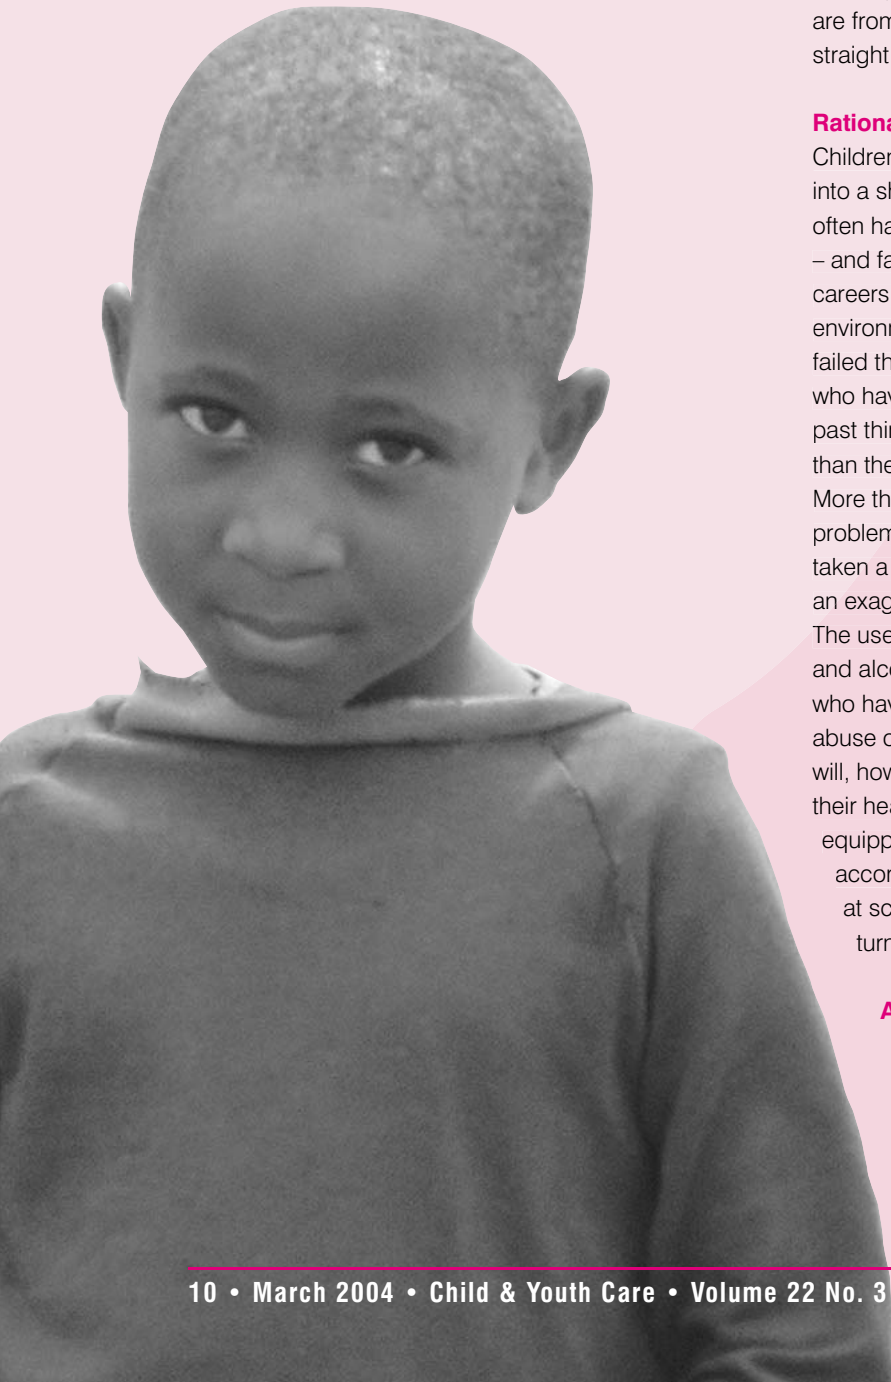 are from
straight
Rationa
Children
into a sh
often ha
– and fa
careers
environ
failed th
who hav
past thir
than the
More th
problem
taken a
an exag
The use
and alco
who hav
abuse o
will, how
their hea
equipp
accor
at sc
turn
A
10 • March 2004 • Child & Youth Care • Volume 22 No. 3